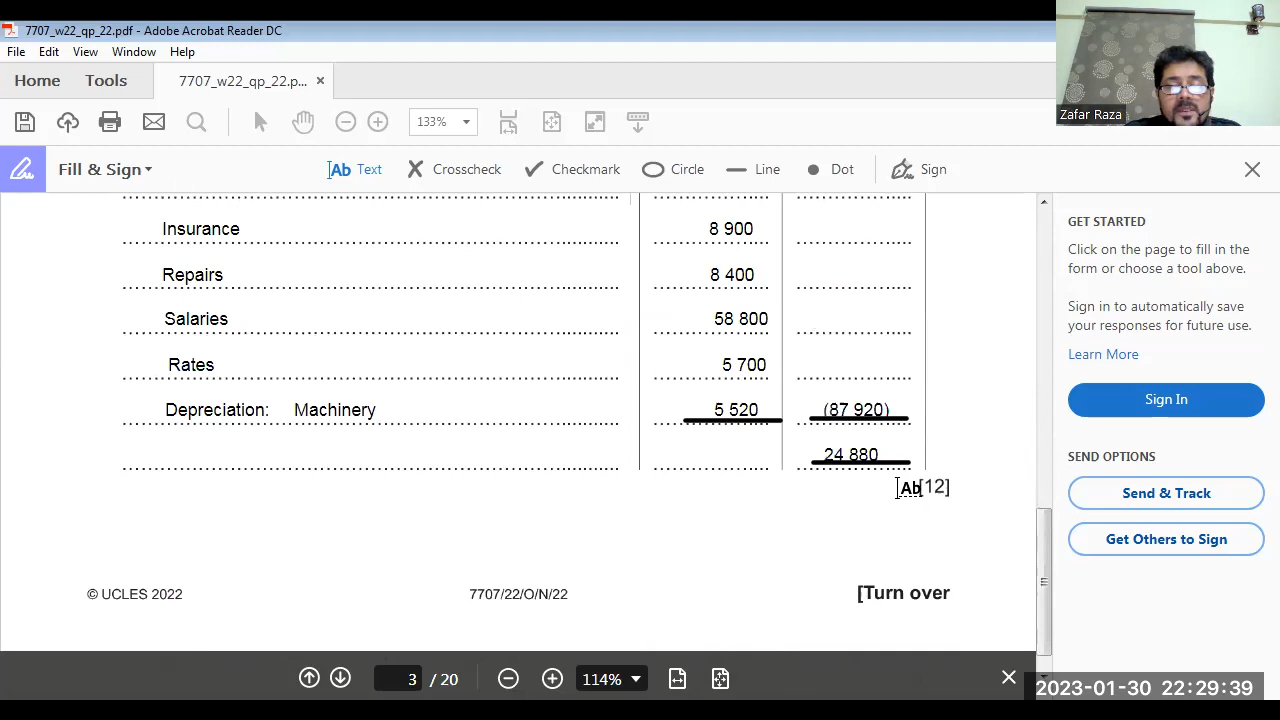 7707_w22_qp_22.pdf - Adobe Acrobat Reader DC
File Edit View Window Help
Home Tools 7707_w22_qp_22.p... ×
133%
Fill & Sign Ab Text Crosscheck Checkmark Circle Line Dot Sign
Zafar Raza
Insurance 8 900
Repairs 8 400
Salaries 58 800
Rates 5 700
Depreciation: Machinery 5 520 (87 920)
24 880
Ab [12]
© UCLES 2022 7707/22/O/N/22 [Turn over
GET STARTED
Click on the page to fill in the
form or choose a tool above.
Sign in to automatically save
your responses for future use.
Learn More
Sign In
SEND OPTIONS
Send & Track
Get Others to Sign
3 / 20 114%
2023-01-30 22:29:39